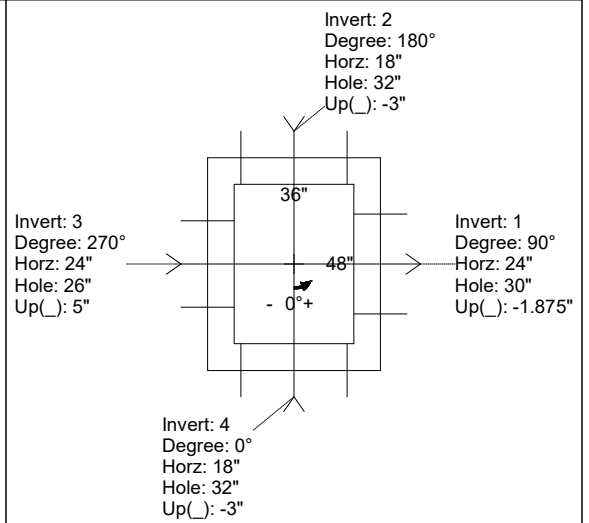 Invert: 2
Degree: 180°
Horz: 18"
Hole: 32"
Up(_): -3"
36"
Invert: 3
Degree: 270°
Horz: 24"
Hole: 26"
Up(_): 5"
48"
- 0°+
Invert: 1
Degree: 90°
Horz: 24"
Hole: 30"
Up(_): -1.875"
Invert: 4
Degree: 0°
Horz: 18"
Hole: 32"
Up(_): -3"